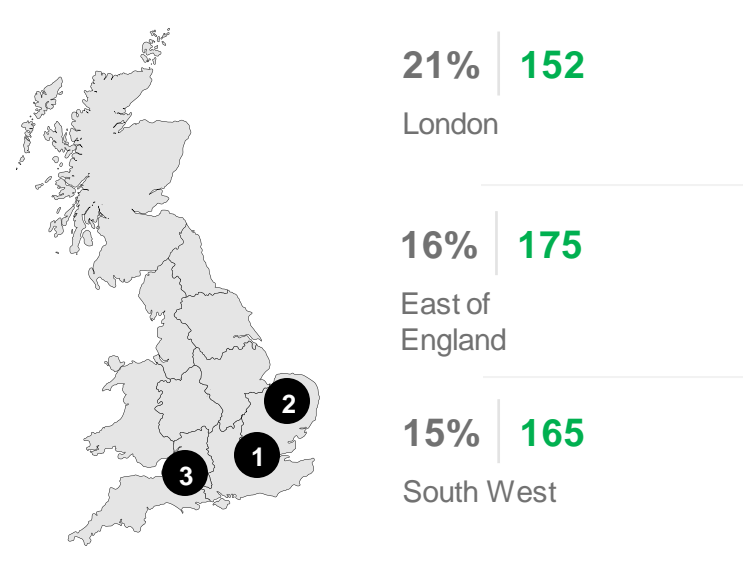 21% 152
London
16% 175
East of
England
2
15% 165
1
3
South West